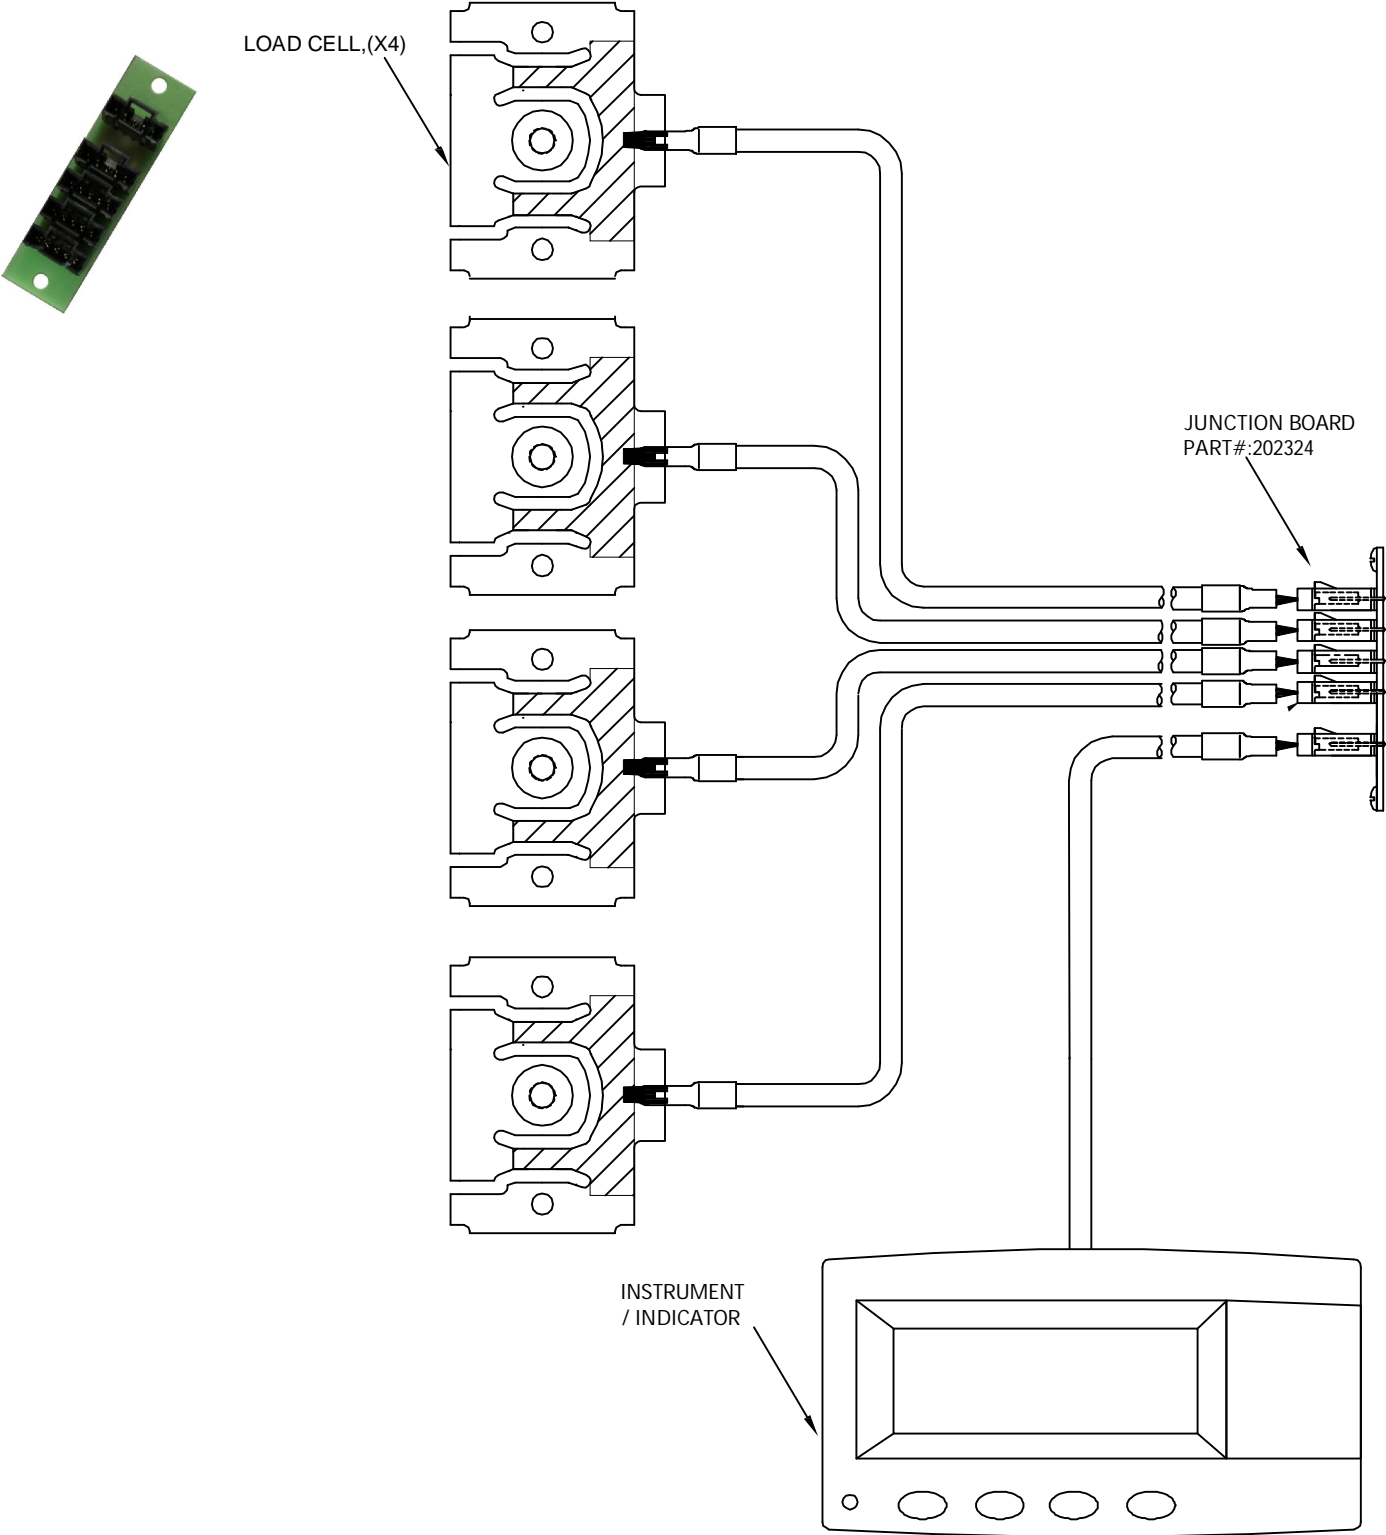 LOAD CELL,(X4)
JUNCTION BOARD
PART#:202324
INSTRUMENT
/ INDICATOR